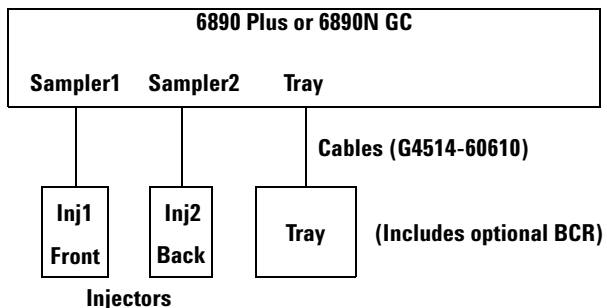 6890 Plus or 6890N GC
Sampler1 Sampler2 Tray
Cables (G4514-60610)
Inj1 Inj2
Front Back
Tray (Includes optional BCR)
Injectors